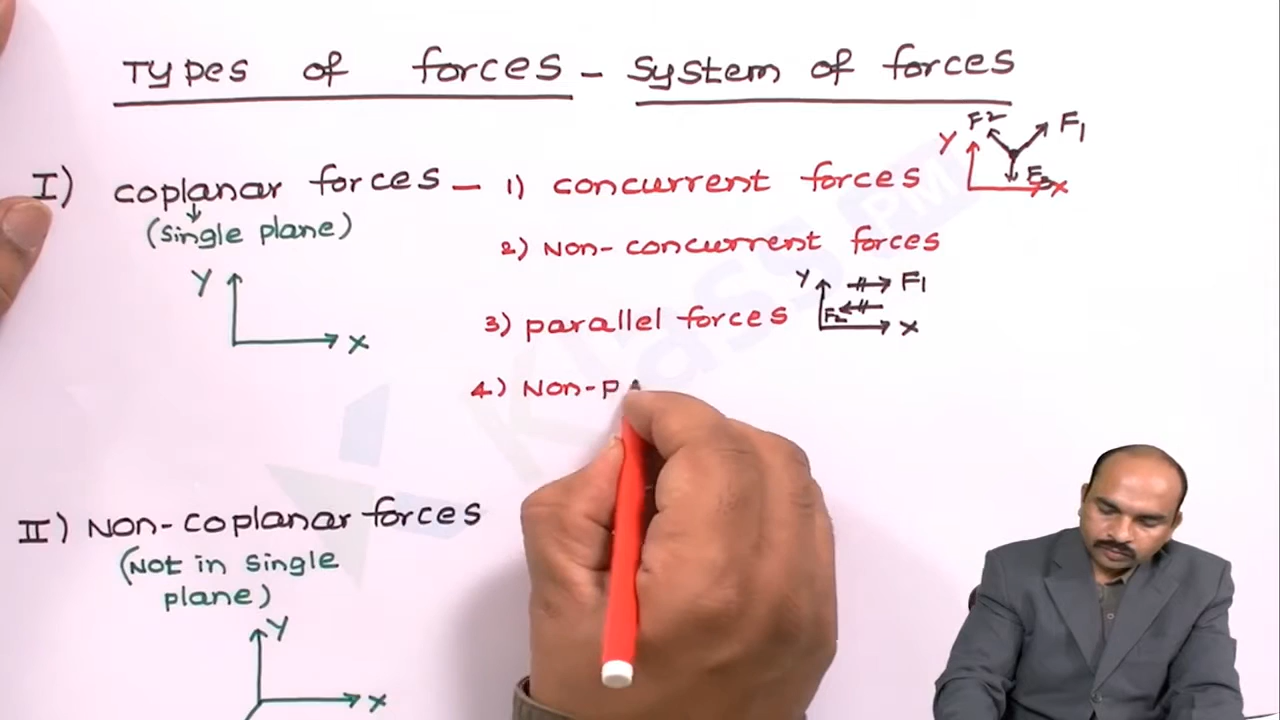 Types of forces - System of forces
I) coplanar forces - 1) concurrent forces
(Single plane)
Y
X
Y
X
F2
F1
F3
2) Non-concurrent forces
3) parallel forces
Y
X
F1
F2
4) Non-P
II) Non-coplanar forces
(Not in single
plane)
Y
X